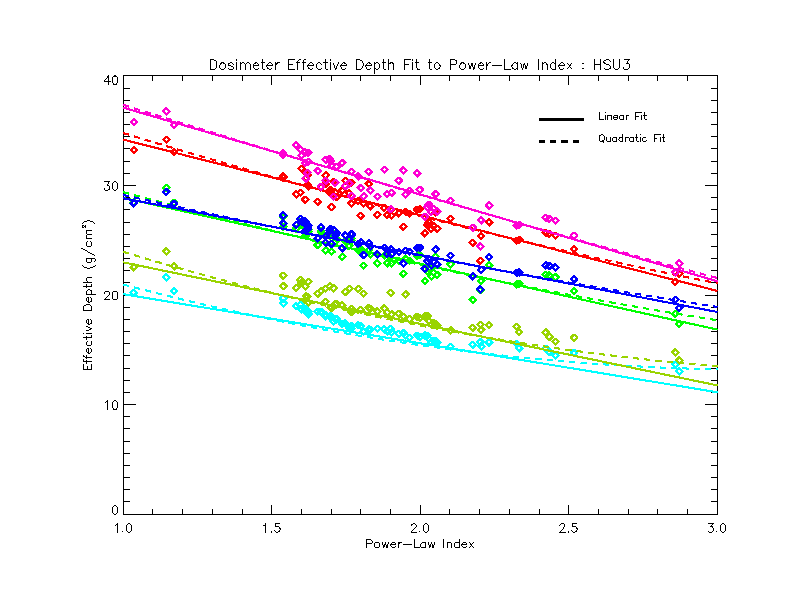 Dosimeter Effective Depth Fit to Power-Law Index : HSU3
40
Linear Fit
Quadratic Fit
30
20
10
0
Effective Depth (g/cm²)
1.0 1.5 2.0 2.5 3.0
Power-Law Index